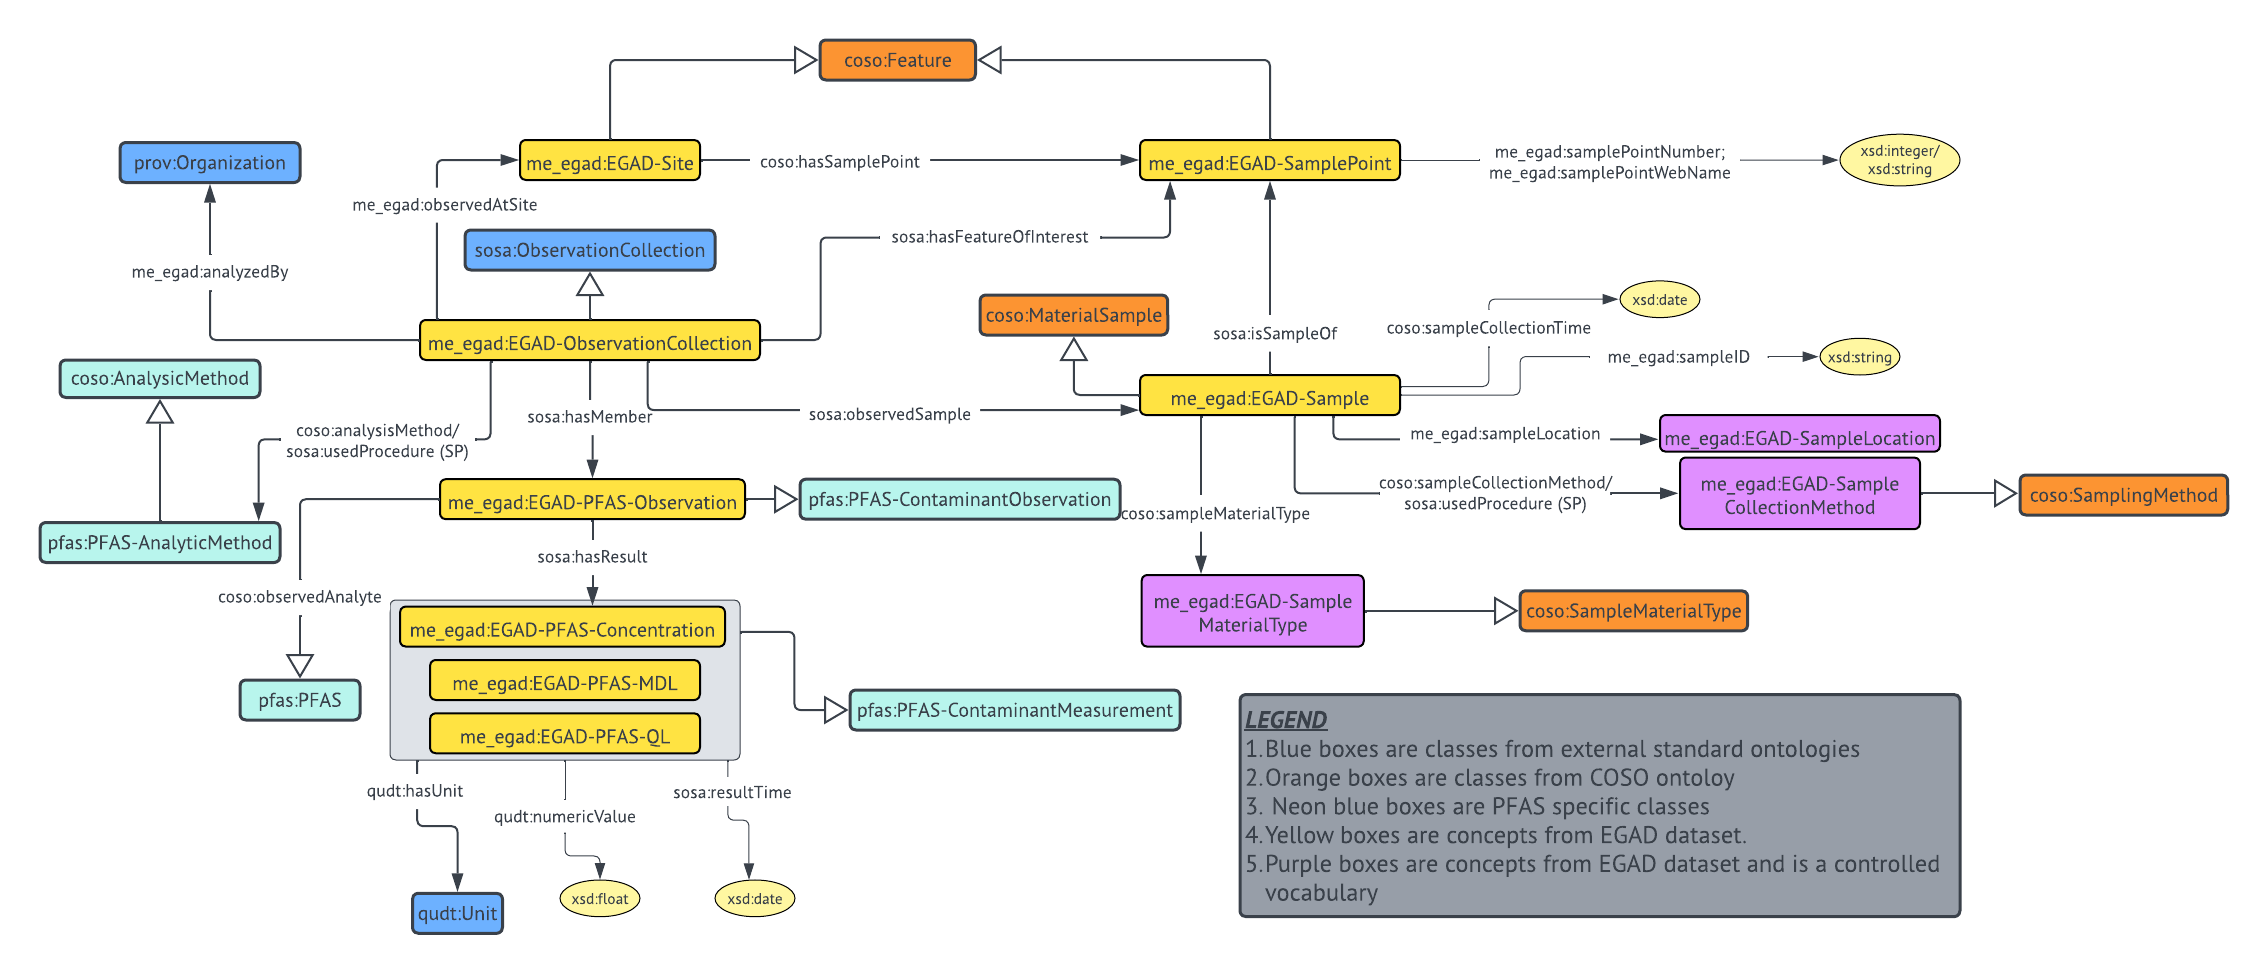 coso:Feature
prov:Organization
me_egad:EGAD-Site
coso:hasSamplePoint
me_egad:EGAD-SamplePoint
me_egad:samplePointNumber;
me_egad:samplePointWebName
xsd:integer/
xsd:string
me_egad:observedAtSite
sosa:ObservationCollection
sosa:hasFeatureOfInterest
me_egad:analyzedBy
coso:MaterialSample
sosa:isSampleOf
coso:sampleCollectionTime
xsd:date
me_egad:EGAD-ObservationCollection
me_egad:sampleID
xsd:string
coso:AnalysicMethod
me_egad:EGAD-Sample
sosa:hasMember
sosa:observedSample
coso:analysisMethod/
sosa:usedProcedure (SP)
me_egad:sampleLocation
me_egad:EGAD-SampleLocation
me_egad:EGAD-PFAS-Observation
pfas:PFAS-ContaminantObservation
coso:sampleMaterialType
coso:sampleCollectionMethod/
sosa:usedProcedure (SP)
me_egad:EGAD-Sample
CollectionMethod
coso:SamplingMethod
pfas:PFAS-AnalyticMethod
sosa:hasResult
coso:observedAnalyte
me_egad:EGAD-PFAS-Concentration
me_egad:EGAD-Sample
MaterialType
coso:SampleMaterialType
me_egad:EGAD-PFAS-MDL
pfas:PFAS
pfas:PFAS-ContaminantMeasurement
me_egad:EGAD-PFAS-QL
qudt:hasUnit
qudt:numericValue
sosa:resultTime
qudt:Unit
xsd:float
xsd:date
LEGEND
1.Blue boxes are classes from external standard ontologies
2.Orange boxes are classes from COSO ontoloy
3. Neon blue boxes are PFAS specific classes
4.Yellow boxes are concepts from EGAD dataset.
5.Purple boxes are concepts from EGAD dataset and is a controlled
vocabulary